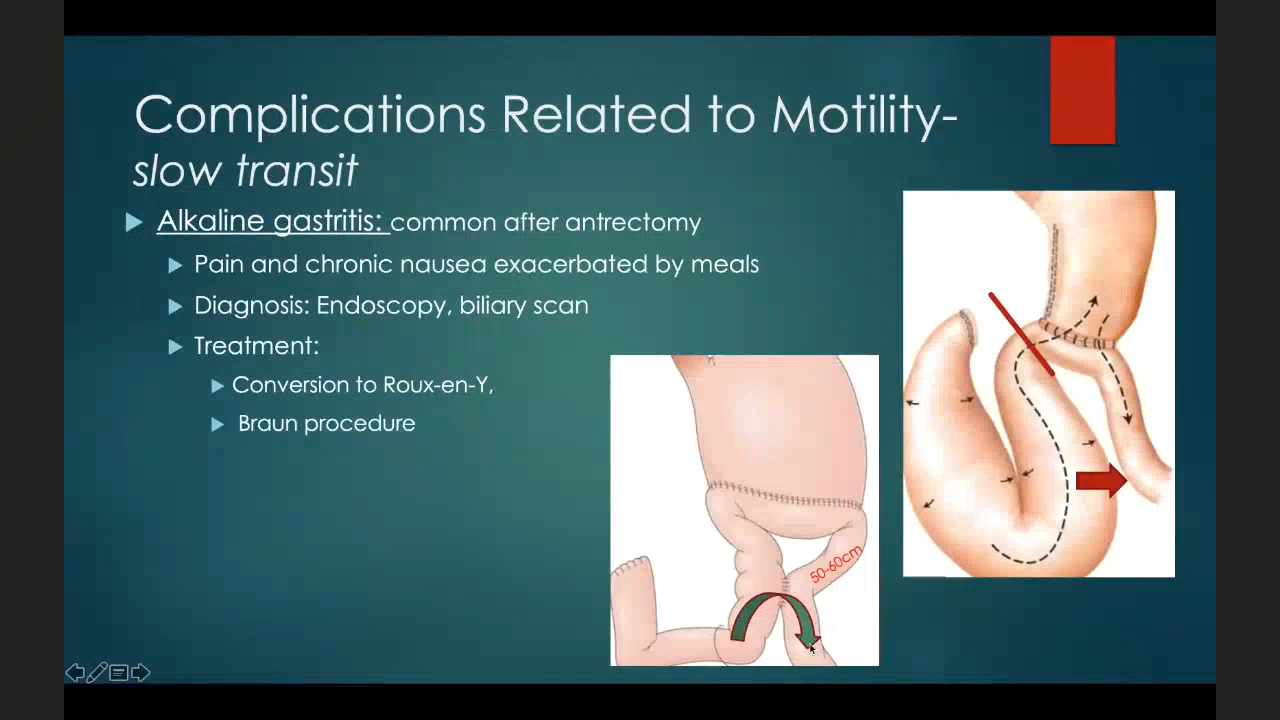 Complications Related to Motility-
slow transit
Alkaline gastritis: common after antrectomy
Pain and chronic nausea exacerbated by meals
Diagnosis: Endoscopy, biliary scan
Treatment:
Conversion to Roux-en-Y,
Braun procedure
50-60cm